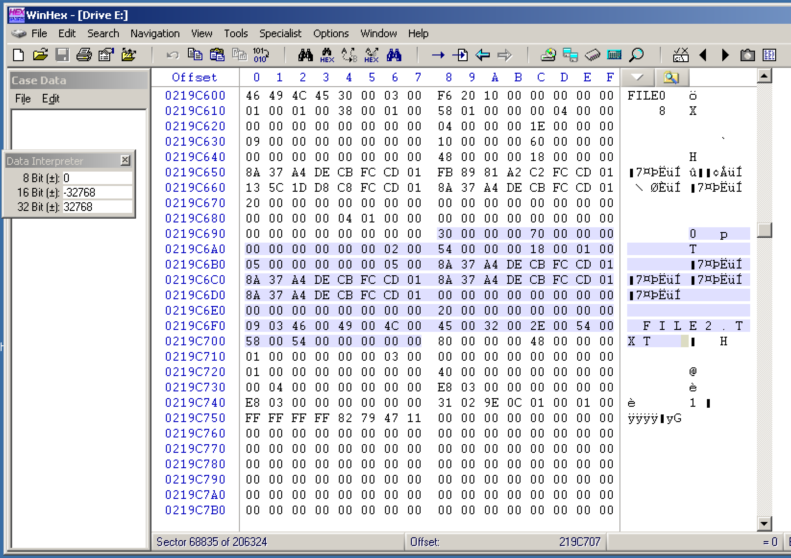 WinHex - [Drive E:]
File Edit Search Navigation View Tools Specialist Options Window Help
Case Data
File Edit
Data Interpreter
8 Bit (±): 0
16 Bit (±): -32768
32 Bit (±): 32768
Offset 0 1 2 3 4 5 6 7 8 9 A B C D E F
0219C600 46 49 4C 45 30 00 03 00 F6 20 10 00 00 00 00 00 FILE0 ö
0219C610 01 00 01 00 38 00 01 00 58 01 00 00 00 04 00 00 8 X
0219C620 00 00 00 00 00 00 00 00 04 00 00 00 1E 00 00 00
0219C630 09 00 00 00 00 00 00 00 10 00 00 00 60 00 00 00 `
0219C640 00 00 00 00 00 00 00 00 48 00 00 00 18 00 00 00 H
0219C650 8A 37 A4 DE CB FC CD 01 FB 89 81 A2 C2 FC CD 01 7¤ÞËüÍ û¢ÂüÍ
0219C660 13 5C 1D D8 C8 FC CD 01 8A 37 A4 DE CB FC CD 01 \ ØÈüÍ 7¤ÞËüÍ
0219C670 20 00 00 00 00 00 00 00 00 00 00 00 00 00 00 00
0219C680 00 00 00 00 04 01 00 00 00 00 00 00 00 00 00 00
0219C690 00 00 00 00 00 00 00 00 30 00 00 00 70 00 00 00 0 p
0219C6A0 00 00 00 00 00 00 02 00 54 00 00 00 18 00 01 00 T
0219C6B0 05 00 00 00 00 00 05 00 8A 37 A4 DE CB FC CD 01 7¤ÞËüÍ
0219C6C0 8A 37 A4 DE CB FC CD 01 8A 37 A4 DE CB FC CD 01 7¤ÞËüÍ 7¤ÞËüÍ
0219C6D0 8A 37 A4 DE CB FC CD 01 00 00 00 00 00 00 00 00 7¤ÞËüÍ
0219C6E0 00 00 00 00 00 00 00 00 20 00 00 00 00 00 00 00
0219C6F0 09 03 46 00 49 00 4C 00 45 00 32 00 2E 00 54 00 F I L E 2 . T
0219C700 58 00 54 00 00 00 00 00 80 00 00 00 48 00 00 00 X T H
0219C710 01 00 00 00 00 00 03 00 00 00 00 00 00 00 00 00
0219C720 01 00 00 00 00 00 00 00 40 00 00 00 00 00 00 00 @
0219C730 00 04 00 00 00 00 00 00 E8 03 00 00 00 00 00 00 è
0219C740 E8 03 00 00 00 00 00 00 31 02 9E 0C 01 00 01 00 è 1
0219C750 FF FF FF FF 82 79 47 11 00 00 00 00 00 00 00 00 ÿÿÿÿyG
0219C760 00 00 00 00 00 00 00 00 00 00 00 00 00 00 00 00
0219C770 00 00 00 00 00 00 00 00 00 00 00 00 00 00 00 00
0219C780 00 00 00 00 00 00 00 00 00 00 00 00 00 00 00 00
0219C790 00 00 00 00 00 00 00 00 00 00 00 00 00 00 00 00
0219C7A0 00 00 00 00 00 00 00 00 00 00 00 00 00 00 00 00
0219C7B0 00 00 00 00 00 00 00 00 00 00 00 00 00 00 00 00
Sector 68835 of 206324 Offset: 219C707 = 0